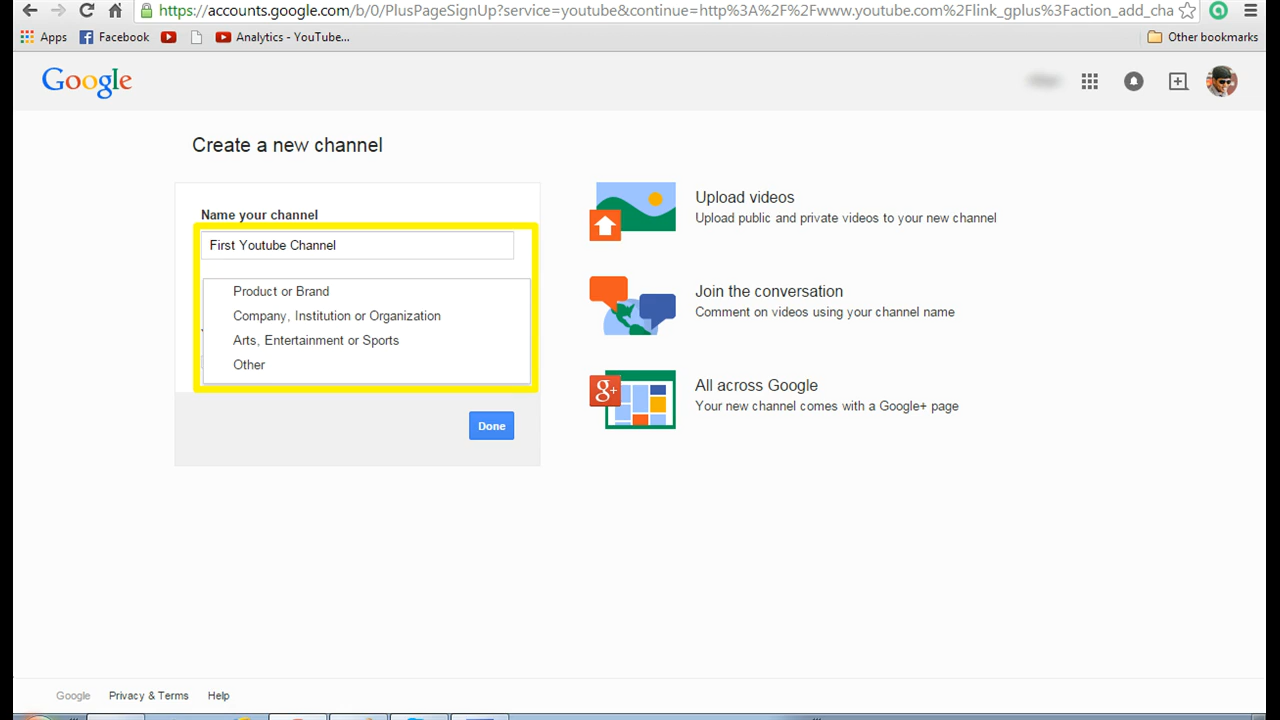 https://accounts.google.com/b/0/PlusPageSignUp?service=youtube&continue=http%3A%2F%2Fwww.youtube.com%2Flink_gplus%3Faction_add_cha
Apps Facebook Analytics - YouTube... Other bookmarks
Google
Create a new channel
Name your channel
First Youtube Channel
Product or Brand
Company, Institution or Organization
Arts, Entertainment or Sports
Other
Done
Upload videos
Upload public and private videos to your new channel
Join the conversation
Comment on videos using your channel name
g+
All across Google
Your new channel comes with a Google+ page
Google Privacy & Terms Help